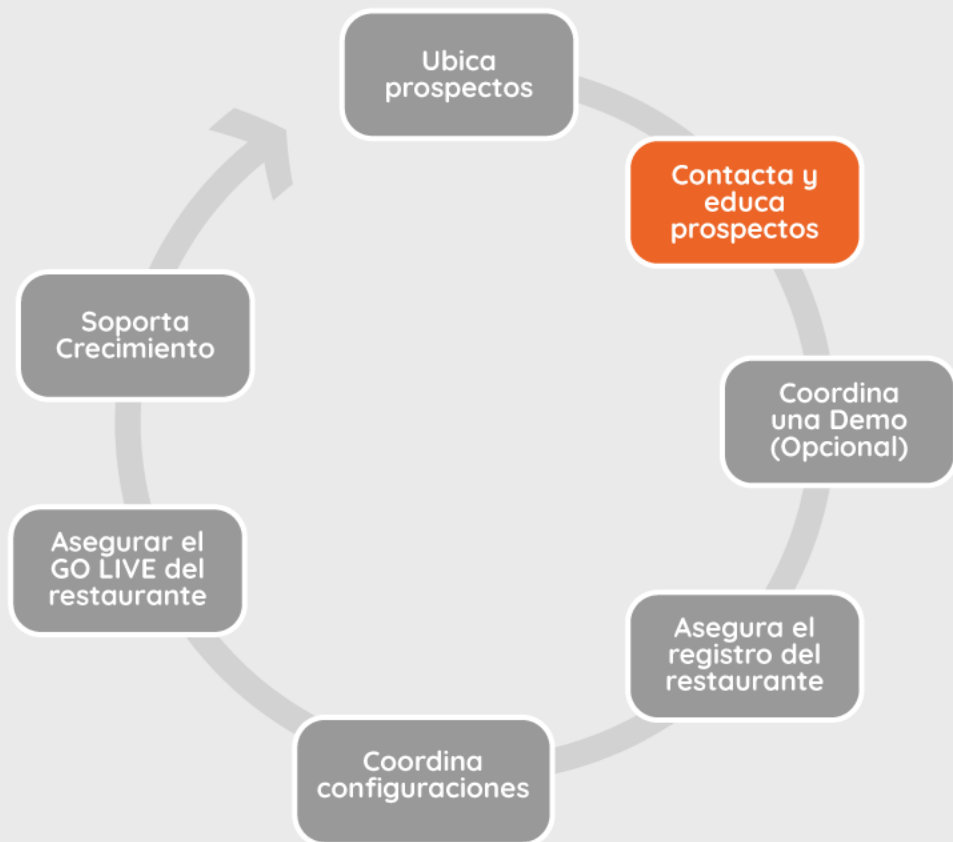 Ubica
prospectos
Contacta y
educa
prospectos
Coordina
una Demo
(Opcional)
Asegura el
registro del
restaurante
Coordina
configuraciones
Asegurar el
GO LIVE del
restaurante
Soporta
Crecimiento